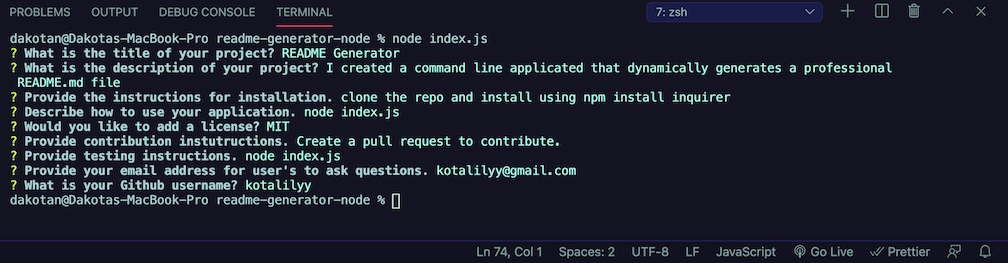 PROBLEMS OUTPUT DEBUG CONSOLE TERMINAL 7: zsh
dakotan@Dakotas-MacBook-Pro readme-generator-node % node index.js
? What is the title of your project? README Generator
? What is the description of your project? I created a command line applicated that dynamically generates a professional
README.md file
? Provide the instructions for installation. clone the repo and install using npm install inquirer
? Describe how to use your application. node index.js
? Would you like to add a license? MIT
? Provide contribution instutructions. Create a pull request to contribute.
? Provide testing instructions. node index.js
? Provide your email address for user's to ask questions. kotalilyy@gmail.com
? What is your Github username? kotalilyy
dakotan@Dakotas-MacBook-Pro readme-generator-node %
Ln 74, Col 1 Spaces: 2 UTF-8 LF JavaScript Go Live Prettier